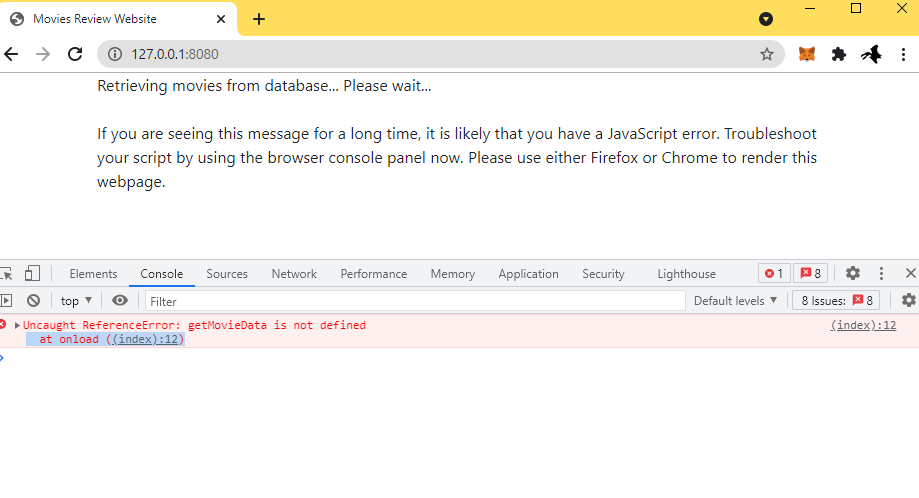 Movies Review Website
127.0.0.1:8080
Retrieving movies from database... Please wait...
If you are seeing this message for a long time, it is likely that you have a JavaScript error. Troubleshoot
your script by using the browser console panel now. Please use either Firefox or Chrome to render this
webpage.
Elements Console Sources Network Performance Memory Application Security Lighthouse 1 8
top Filter Default levels 8 Issues: 8
Uncaught ReferenceError: getMovieData is not defined (index):12
at onload ((index):12)